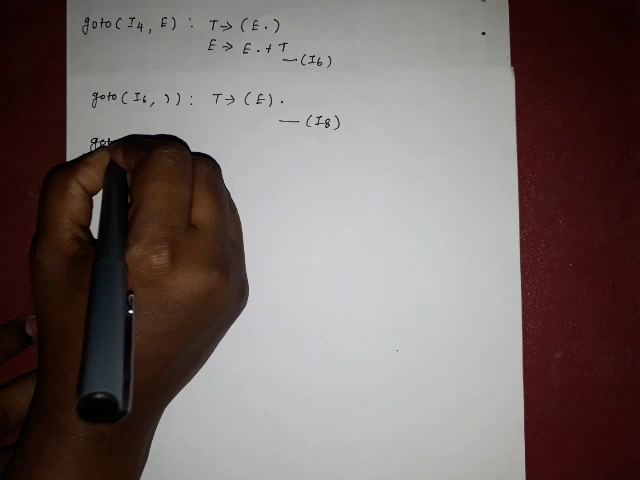 goto(I4, E) : T → (E.)
E → E.+T
— (I6)
goto(I6, )) : T → (E).
— (I8)